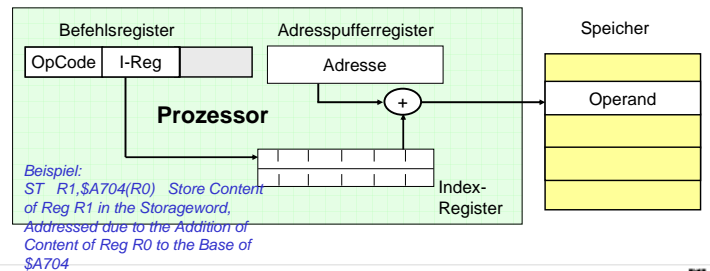 Befehlsregister
Adresspufferregister
Speicher
OpCode
I-Reg
Adresse
+
Operand
Prozessor
Index-
Register
Beispiel:
ST R1,$A704(R0) Store Content
of Reg R1 in the Storageword,
Addressed due to the Addition of
Content of Reg R0 to the Base of
$A704